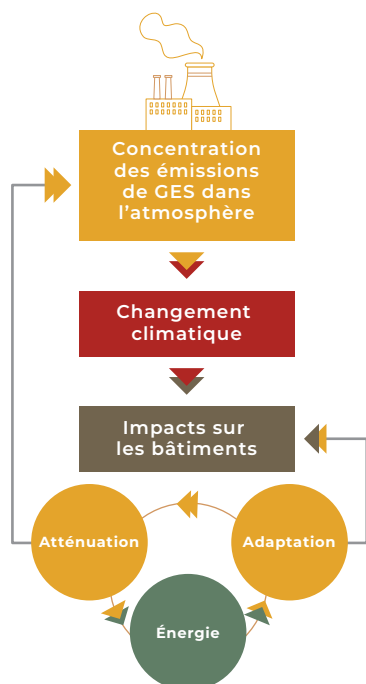 Concentration
des émissions
de GES dans
l’atmosphère
Changement
climatique
Impacts sur
les bâtiments
Atténuation
Adaptation
Énergie